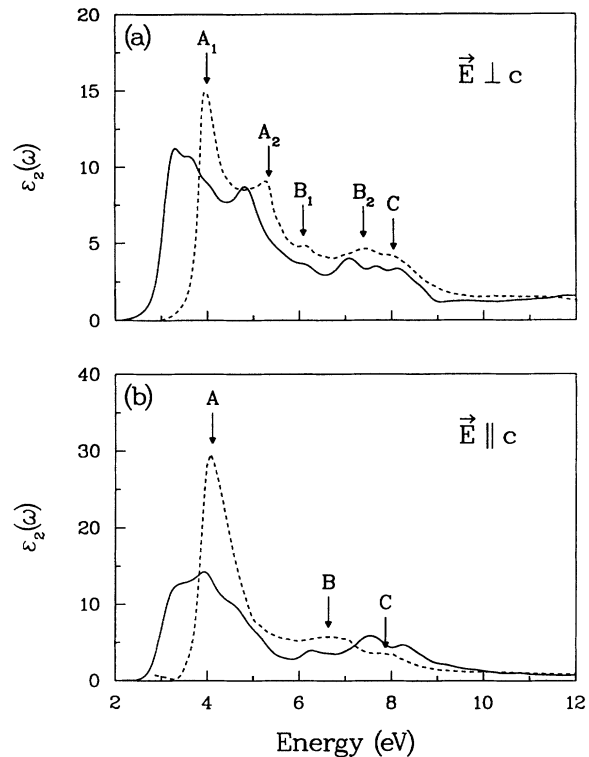 20
(a)
A₁
E⃗ ⊥ c
15
A₂
ε₂(ω)
10
B₁
B₂
C
5
0
40
(b)
A
E⃗ ∥ c
30
ε₂(ω)
20
B
C
10
0
2
4
6
8
10
12
Energy (eV)